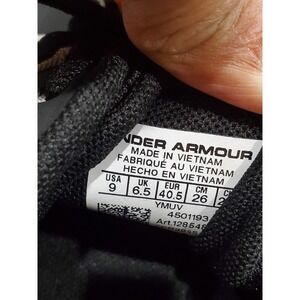 NDER ARMOUR
MADE IN VIETNAM
FABRIQUÉ AU VIETNAM
HECHO EN VIETNAM
USA UK EUR CM
9 6.5 40.5 26
YMUV
4501193